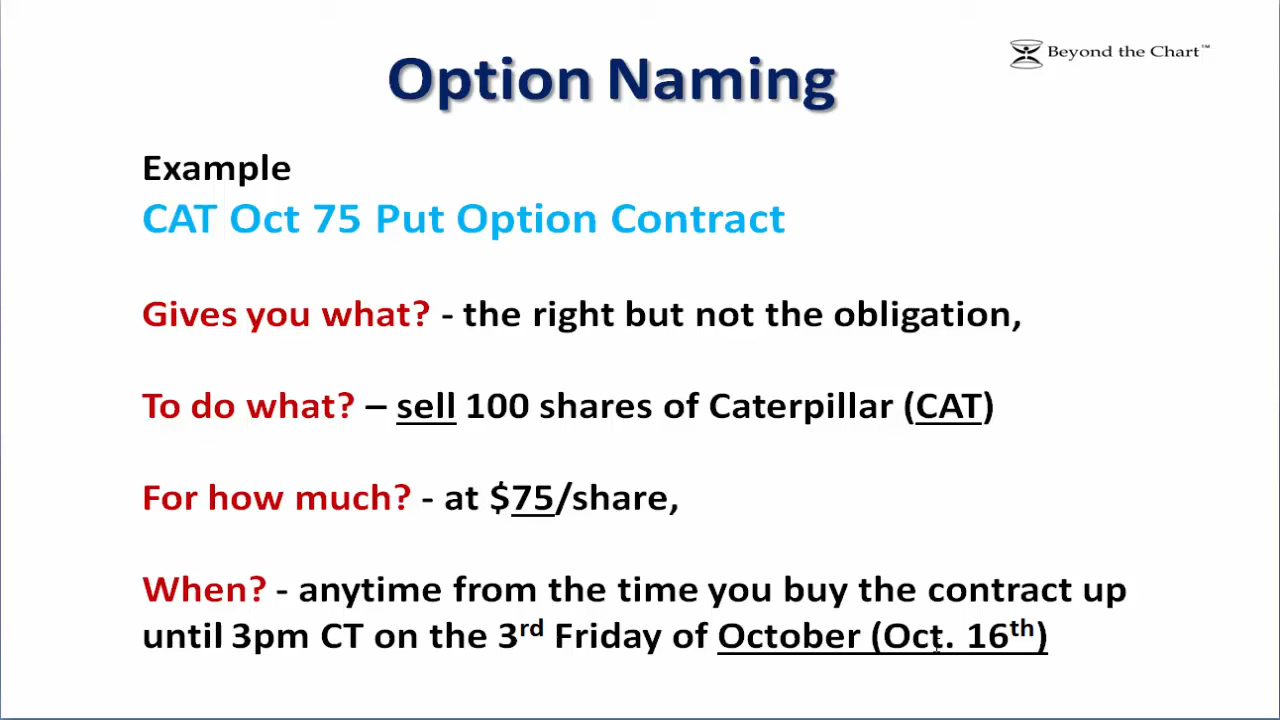 Beyond the Chart™
Option Naming
Example
CAT Oct 75 Put Option Contract
Gives you what? - the right but not the obligation,
To do what? – sell 100 shares of Caterpillar (CAT)
For how much? - at $75/share,
When? - anytime from the time you buy the contract up
until 3pm CT on the 3rd Friday of October (Oct. 16th)